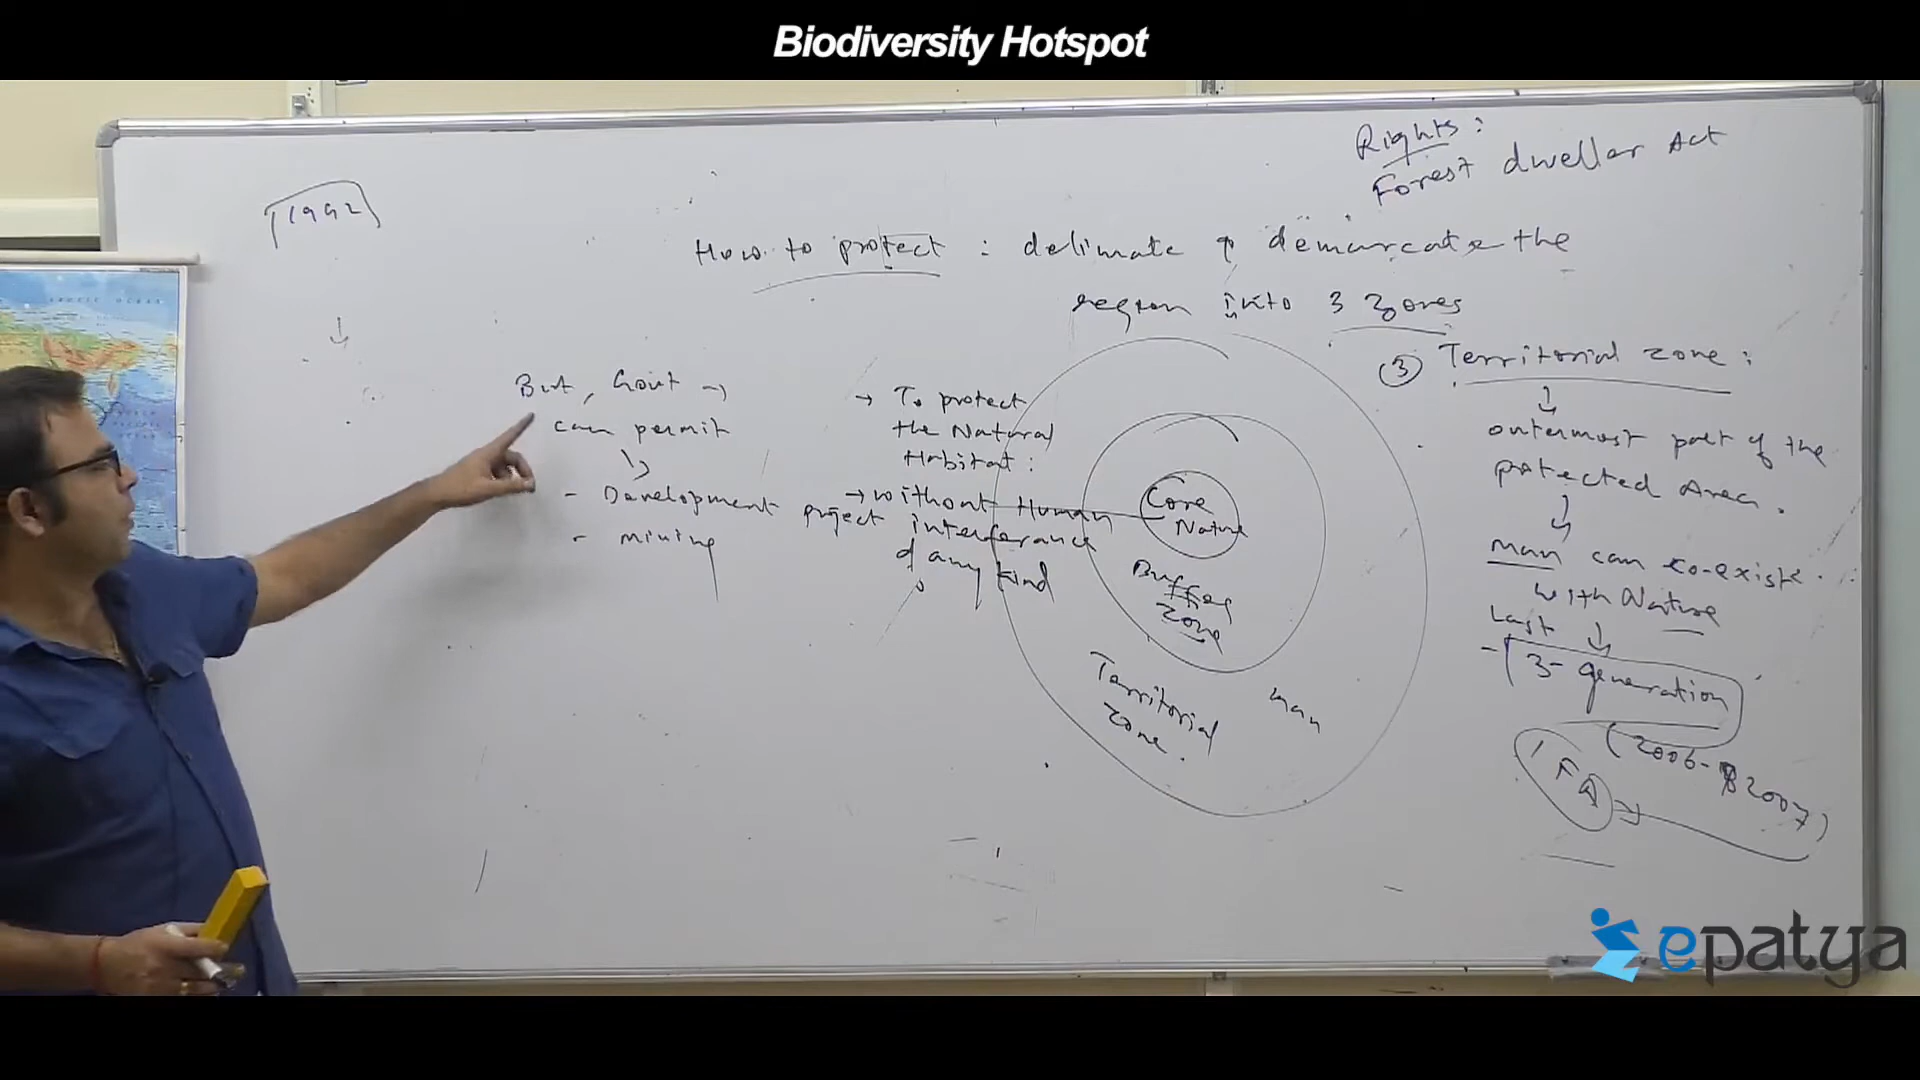 Biodiversity Hotspot
Rights:
Forest dweller Act
1992
How to protect : delimate & demarcate the
region into 3 zones
But, Govt →
can permit
- Development project
- mining
→ To protect
the Natural
Habitat :
→ without Human
interferance
of any kind
Core
Nature
Buffer
Zone
Territorial
zone.
man
③ Territorial zone :
outermost part of the
protected Area.
man can co-exist.
with Nature
Last
- 3-generation
(2006-2007)
epatya